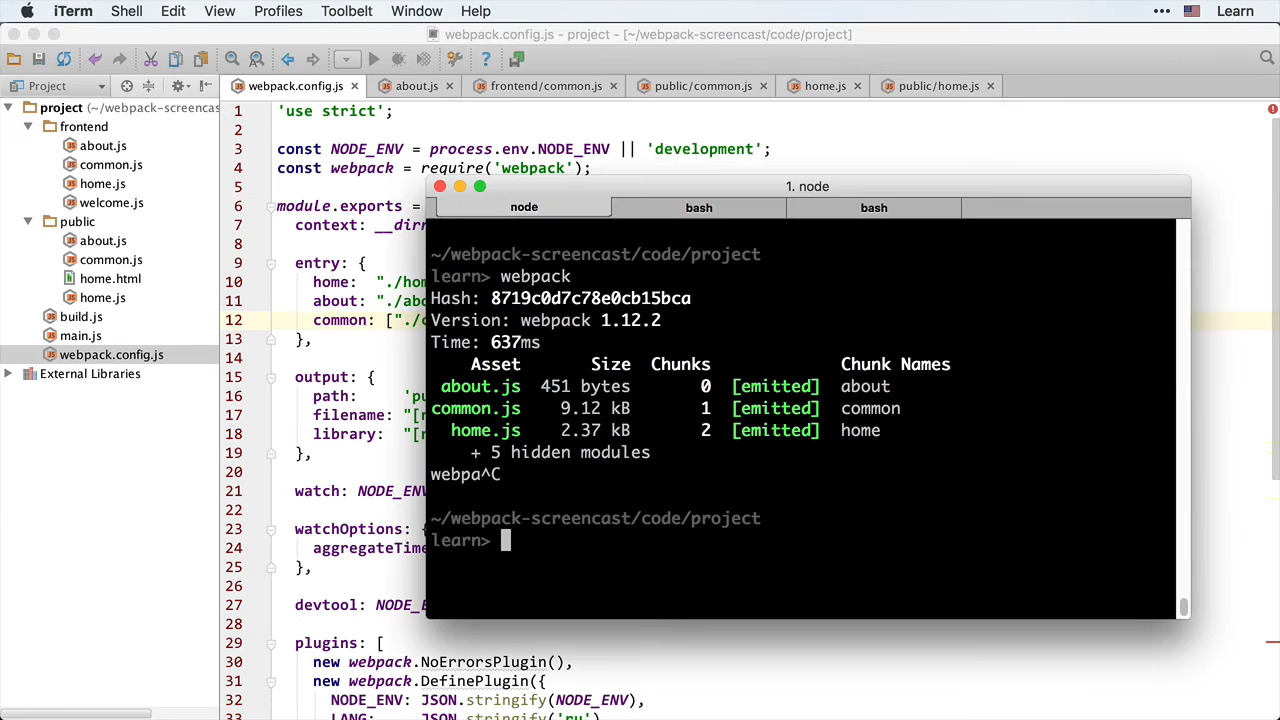 iTerm Shell Edit View Profiles Toolbelt Window Help Learn
webpack.config.js - project - [~/webpack-screencast/code/project]
Project webpack.config.js about.js frontend/common.js public/common.js home.js public/home.js
project (~/webpack-screencas
frontend
about.js
common.js
home.js
welcome.js
public
about.js
common.js
home.html
home.js
build.js
main.js
webpack.config.js
External Libraries
1 'use strict';
2
3 const NODE_ENV = process.env.NODE_ENV || 'development';
4 const webpack = require('webpack');
5
6 module.exports =
7 context: __dirn
8
9 entry: {
10 home: "./hom
11 about: "./abo
12 common: ["./c
13 },
14
15 output: {
16 path: 'pu
17 filename: "[n
18 library: "[n
19 },
20
21 watch: NODE_ENV
22
23 watchOptions: {
24 aggregateTime
25 },
26
27 devtool: NODE_E
28
29 plugins: [
30 new webpack.NoErrorsPlugin(),
31 new webpack.DefinePlugin({
32 NODE_ENV: JSON.stringify(NODE_ENV),
33 LANG: JSON.stringify('ru')
1. node
node bash bash
~/webpack-screencast/code/project
learn> webpack
Hash: 8719c0d7c78e0cb15bca
Version: webpack 1.12.2
Time: 637ms
Asset Size Chunks Chunk Names
about.js 451 bytes 0 [emitted] about
common.js 9.12 kB 1 [emitted] common
home.js 2.37 kB 2 [emitted] home
+ 5 hidden modules
webpa^C
~/webpack-screencast/code/project
learn>